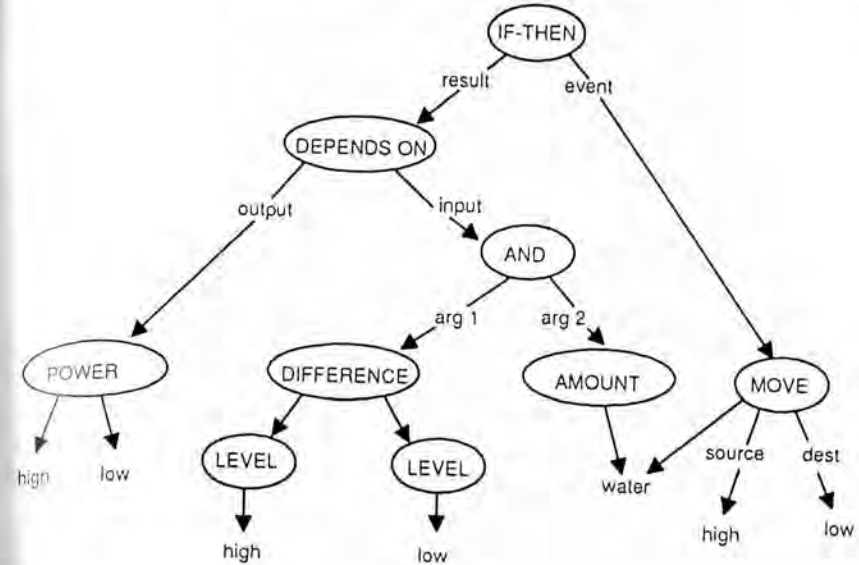 IF-THEN
result
event
DEPENDS ON
output
input
AND
arg 1
arg 2
POWER
DIFFERENCE
AMOUNT
MOVE
high
low
LEVEL
LEVEL
water
source
dest
high
low
high
low